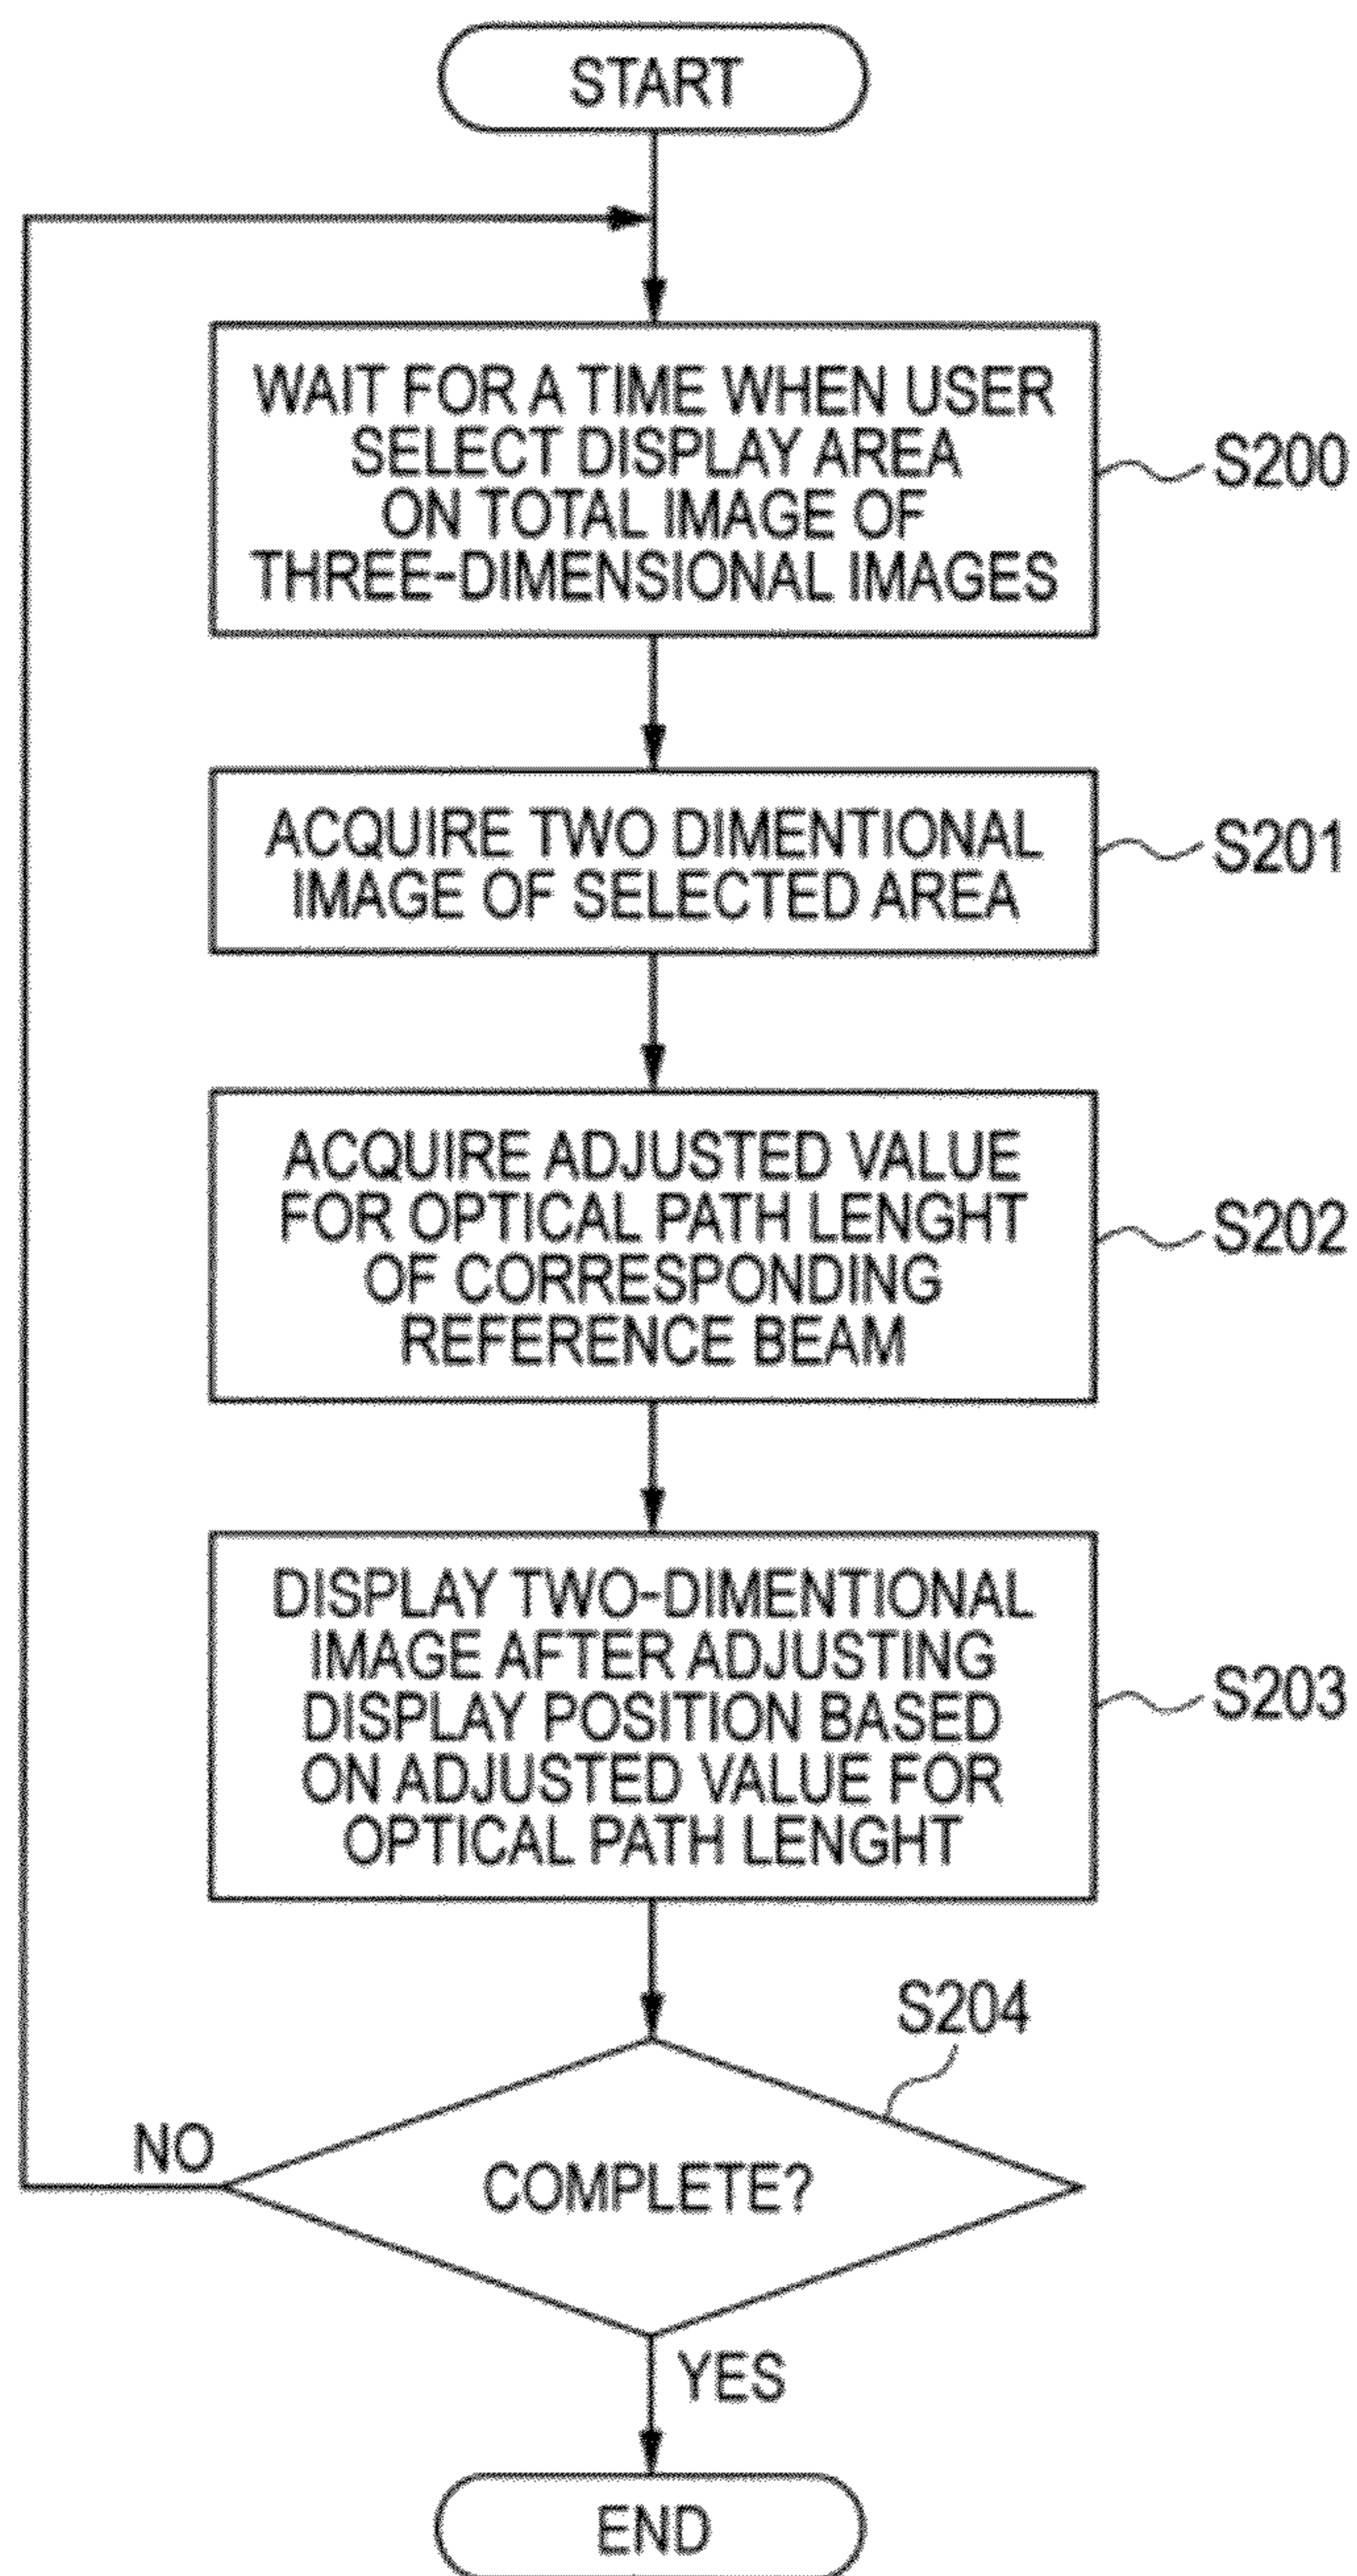 START
WAIT FOR A TIME WHEN USER
SELECT DISPLAY AREA
ON TOTAL IMAGE OF
THREE-DIMENSIONAL IMAGES
S200
ACQUIRE TWO DIMENTIONAL
IMAGE OF SELECTED AREA
S201
ACQUIRE ADJUSTED VALUE
FOR OPTICAL PATH LENGHT
OF CORRESPONDING
REFERENCE BEAM
S202
DISPLAY TWO-DIMENTIONAL
IMAGE AFTER ADJUSTING
DISPLAY POSITION BASED
ON ADJUSTED VALUE FOR
OPTICAL PATH LENGHT
S203
S204
COMPLETE?
NO
YES
END